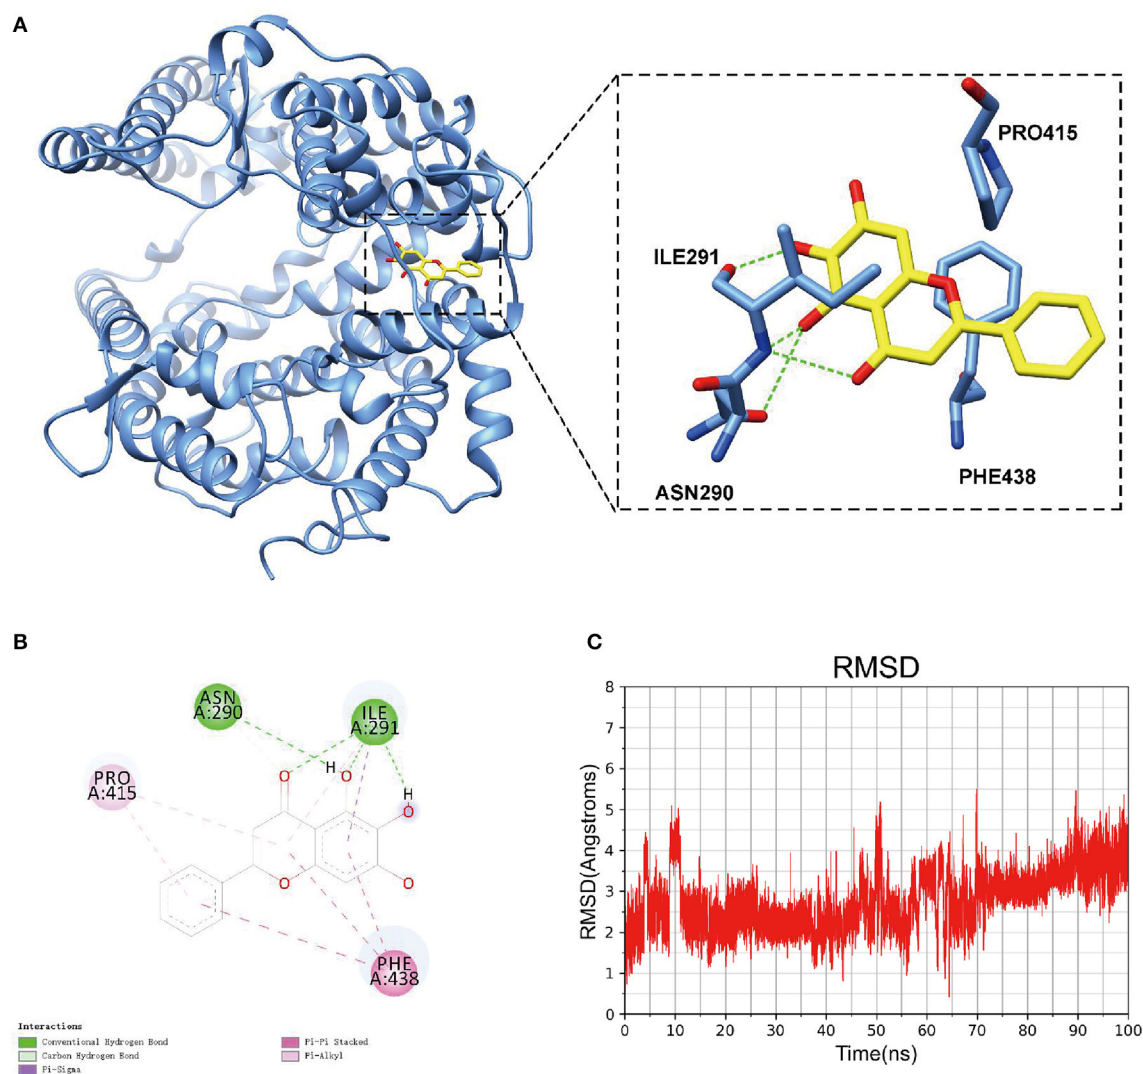 A
PRO415
ILE291
ASN290
PHE438
B
ASN
A:290
ILE
A:291
PRO
A:415
H
O
O
H
O
O
O
PHE
A:438
Interactions
Conventional Hydrogen Bond
Carbon Hydrogen Bond
Pi-Sigma
Pi-Pi Stacked
Pi-Alkyl
C
RMSD
RMSD(Angstroms)
8
7
6
5
4
3
2
1
0
0 10 20 30 40 50 60 70 80 90 100
Time(ns)